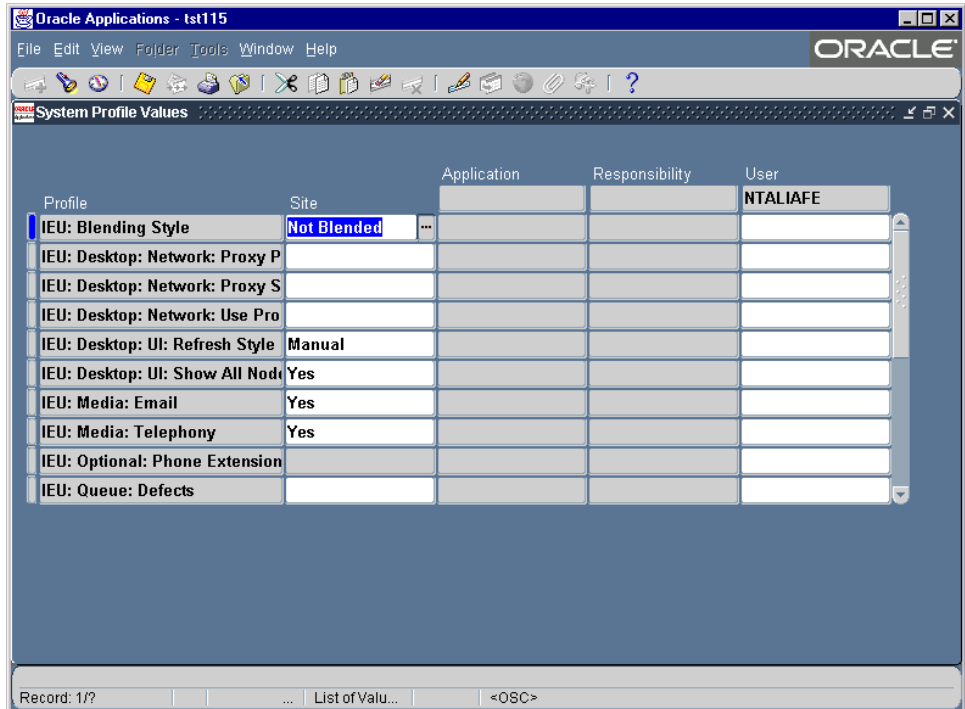 Oracle Applications - tst115
File Edit View Folder Tools Window Help
ORACLE
System Profile Values
Application Responsibility User
Profile Site NTALIAFE
IEU: Blending Style Not Blended ...
IEU: Desktop: Network: Proxy P
IEU: Desktop: Network: Proxy S
IEU: Desktop: Network: Use Pro
IEU: Desktop: UI: Refresh Style Manual
IEU: Desktop: UI: Show All Node Yes
IEU: Media: Email Yes
IEU: Media: Telephony Yes
IEU: Optional: Phone Extension
IEU: Queue: Defects
Record: 1/? ... List of Valu... <OSC>